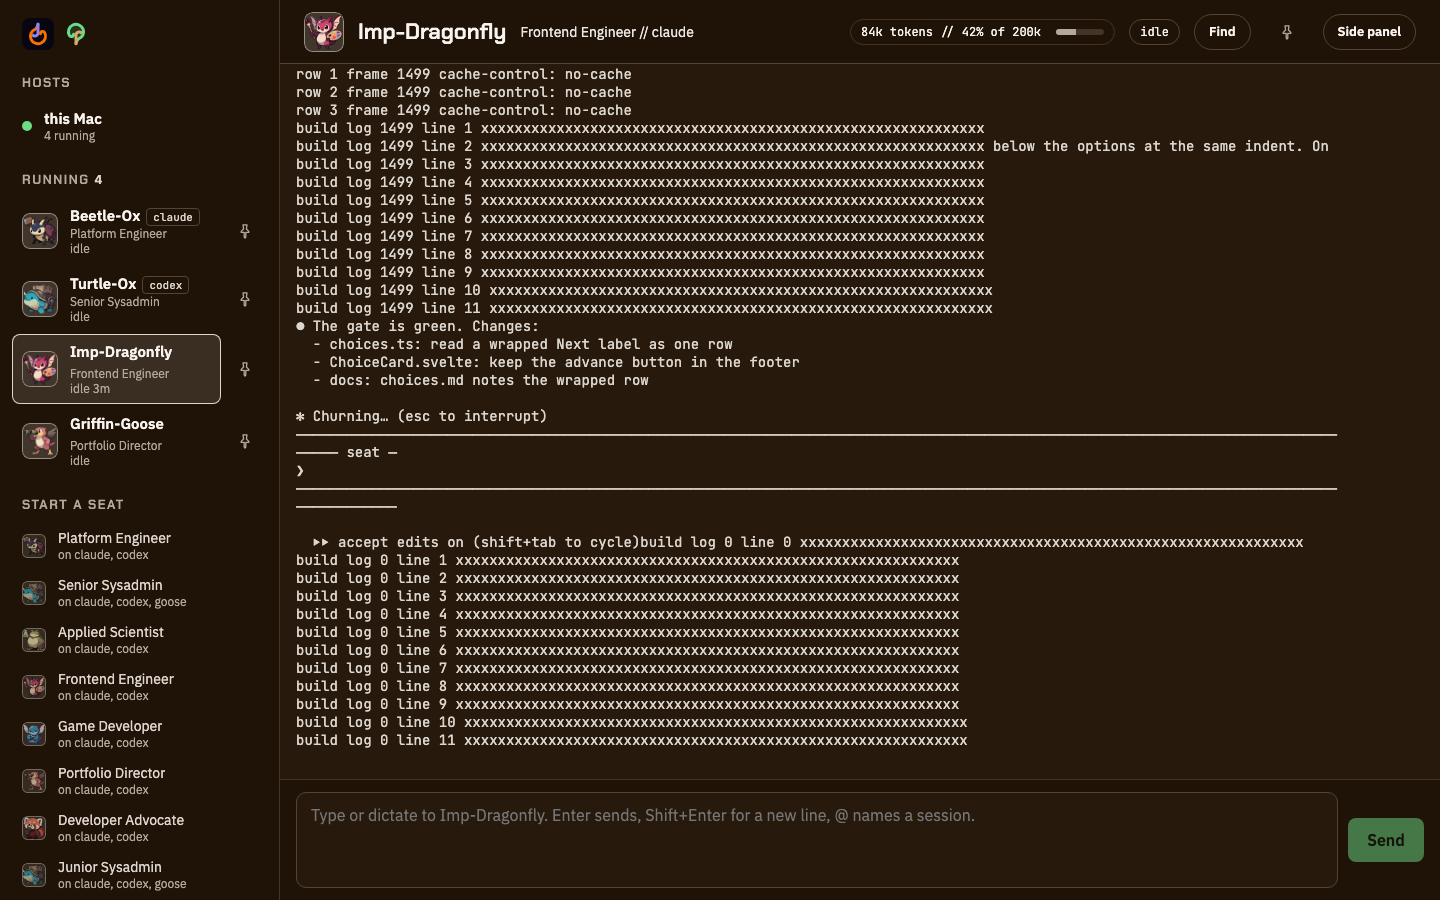 HOSTS
this Mac
4 running
RUNNING 4
Beetle-Ox claude
Platform Engineer
idle
Turtle-Ox codex
Senior Sysadmin
idle
Imp-Dragonfly
Frontend Engineer
idle 3m
Griffin-Goose
Portfolio Director
idle
START A SEAT
Platform Engineer
on claude, codex
Senior Sysadmin
on claude, codex, goose
Applied Scientist
on claude, codex
Frontend Engineer
on claude, codex
Game Developer
on claude, codex
Portfolio Director
on claude, codex
Developer Advocate
on claude, codex
Junior Sysadmin
on claude, codex, goose
Imp-Dragonfly Frontend Engineer // claude 84k tokens // 42% of 200k idle Find Side panel
row 1 frame 1499 cache-control: no-cache
row 2 frame 1499 cache-control: no-cache
row 3 frame 1499 cache-control: no-cache
build log 1499 line 1 xxxxxxxxxxxxxxxxxxxxxxxxxxxxxxxxxxxxxxxxxxxxxxxxxxxxxxxxxxxx
build log 1499 line 2 xxxxxxxxxxxxxxxxxxxxxxxxxxxxxxxxxxxxxxxxxxxxxxxxxxxxxxxxxxxx below the options at the same indent. On
build log 1499 line 3 xxxxxxxxxxxxxxxxxxxxxxxxxxxxxxxxxxxxxxxxxxxxxxxxxxxxxxxxxxxx
build log 1499 line 4 xxxxxxxxxxxxxxxxxxxxxxxxxxxxxxxxxxxxxxxxxxxxxxxxxxxxxxxxxxxx
build log 1499 line 5 xxxxxxxxxxxxxxxxxxxxxxxxxxxxxxxxxxxxxxxxxxxxxxxxxxxxxxxxxxxx
build log 1499 line 6 xxxxxxxxxxxxxxxxxxxxxxxxxxxxxxxxxxxxxxxxxxxxxxxxxxxxxxxxxxxx
build log 1499 line 7 xxxxxxxxxxxxxxxxxxxxxxxxxxxxxxxxxxxxxxxxxxxxxxxxxxxxxxxxxxxx
build log 1499 line 8 xxxxxxxxxxxxxxxxxxxxxxxxxxxxxxxxxxxxxxxxxxxxxxxxxxxxxxxxxxxx
build log 1499 line 9 xxxxxxxxxxxxxxxxxxxxxxxxxxxxxxxxxxxxxxxxxxxxxxxxxxxxxxxxxxxx
build log 1499 line 10 xxxxxxxxxxxxxxxxxxxxxxxxxxxxxxxxxxxxxxxxxxxxxxxxxxxxxxxxxxxx
build log 1499 line 11 xxxxxxxxxxxxxxxxxxxxxxxxxxxxxxxxxxxxxxxxxxxxxxxxxxxxxxxxxxxx
● The gate is green. Changes:
- choices.ts: read a wrapped Next label as one row
- ChoiceCard.svelte: keep the advance button in the footer
- docs: choices.md notes the wrapped row
✻ Churning… (esc to interrupt)
───── seat ─
❯
⏵⏵ accept edits on (shift+tab to cycle)build log 0 line 0 xxxxxxxxxxxxxxxxxxxxxxxxxxxxxxxxxxxxxxxxxxxxxxxxxxxxxxxxxxxx
build log 0 line 1 xxxxxxxxxxxxxxxxxxxxxxxxxxxxxxxxxxxxxxxxxxxxxxxxxxxxxxxxxxxx
build log 0 line 2 xxxxxxxxxxxxxxxxxxxxxxxxxxxxxxxxxxxxxxxxxxxxxxxxxxxxxxxxxxxx
build log 0 line 3 xxxxxxxxxxxxxxxxxxxxxxxxxxxxxxxxxxxxxxxxxxxxxxxxxxxxxxxxxxxx
build log 0 line 4 xxxxxxxxxxxxxxxxxxxxxxxxxxxxxxxxxxxxxxxxxxxxxxxxxxxxxxxxxxxx
build log 0 line 5 xxxxxxxxxxxxxxxxxxxxxxxxxxxxxxxxxxxxxxxxxxxxxxxxxxxxxxxxxxxx
build log 0 line 6 xxxxxxxxxxxxxxxxxxxxxxxxxxxxxxxxxxxxxxxxxxxxxxxxxxxxxxxxxxxx
build log 0 line 7 xxxxxxxxxxxxxxxxxxxxxxxxxxxxxxxxxxxxxxxxxxxxxxxxxxxxxxxxxxxx
build log 0 line 8 xxxxxxxxxxxxxxxxxxxxxxxxxxxxxxxxxxxxxxxxxxxxxxxxxxxxxxxxxxxx
build log 0 line 9 xxxxxxxxxxxxxxxxxxxxxxxxxxxxxxxxxxxxxxxxxxxxxxxxxxxxxxxxxxxx
build log 0 line 10 xxxxxxxxxxxxxxxxxxxxxxxxxxxxxxxxxxxxxxxxxxxxxxxxxxxxxxxxxxxx
build log 0 line 11 xxxxxxxxxxxxxxxxxxxxxxxxxxxxxxxxxxxxxxxxxxxxxxxxxxxxxxxxxxxx
Type or dictate to Imp-Dragonfly. Enter sends, Shift+Enter for a new line, @ names a session.
Send